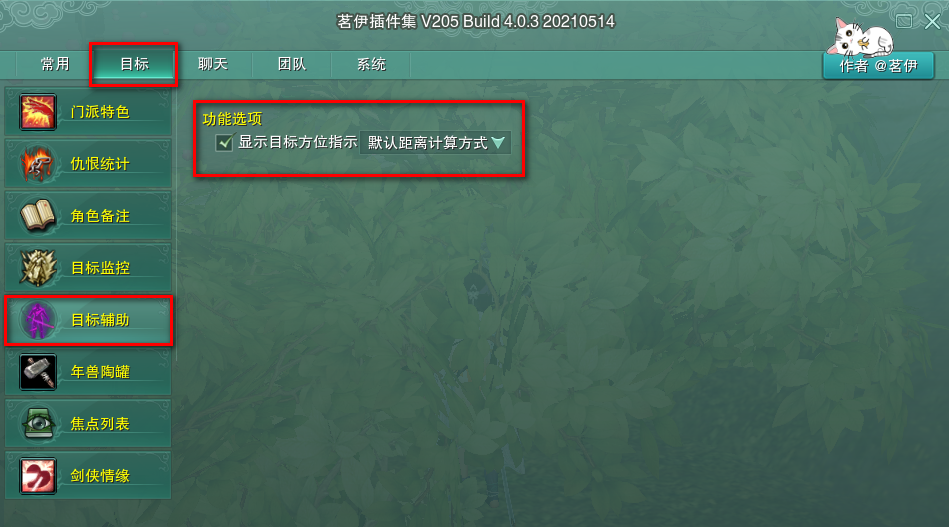 茗伊插件集 V205 Build 4.0.3 20210514
作者 @茗伊
常用 目标 聊天 团队 系统
门派特色
仇恨统计
角色备注
目标监控
目标辅助
年兽陶罐
焦点列表
剑侠情缘
功能选项
显示目标方位指示 默认距离计算方式